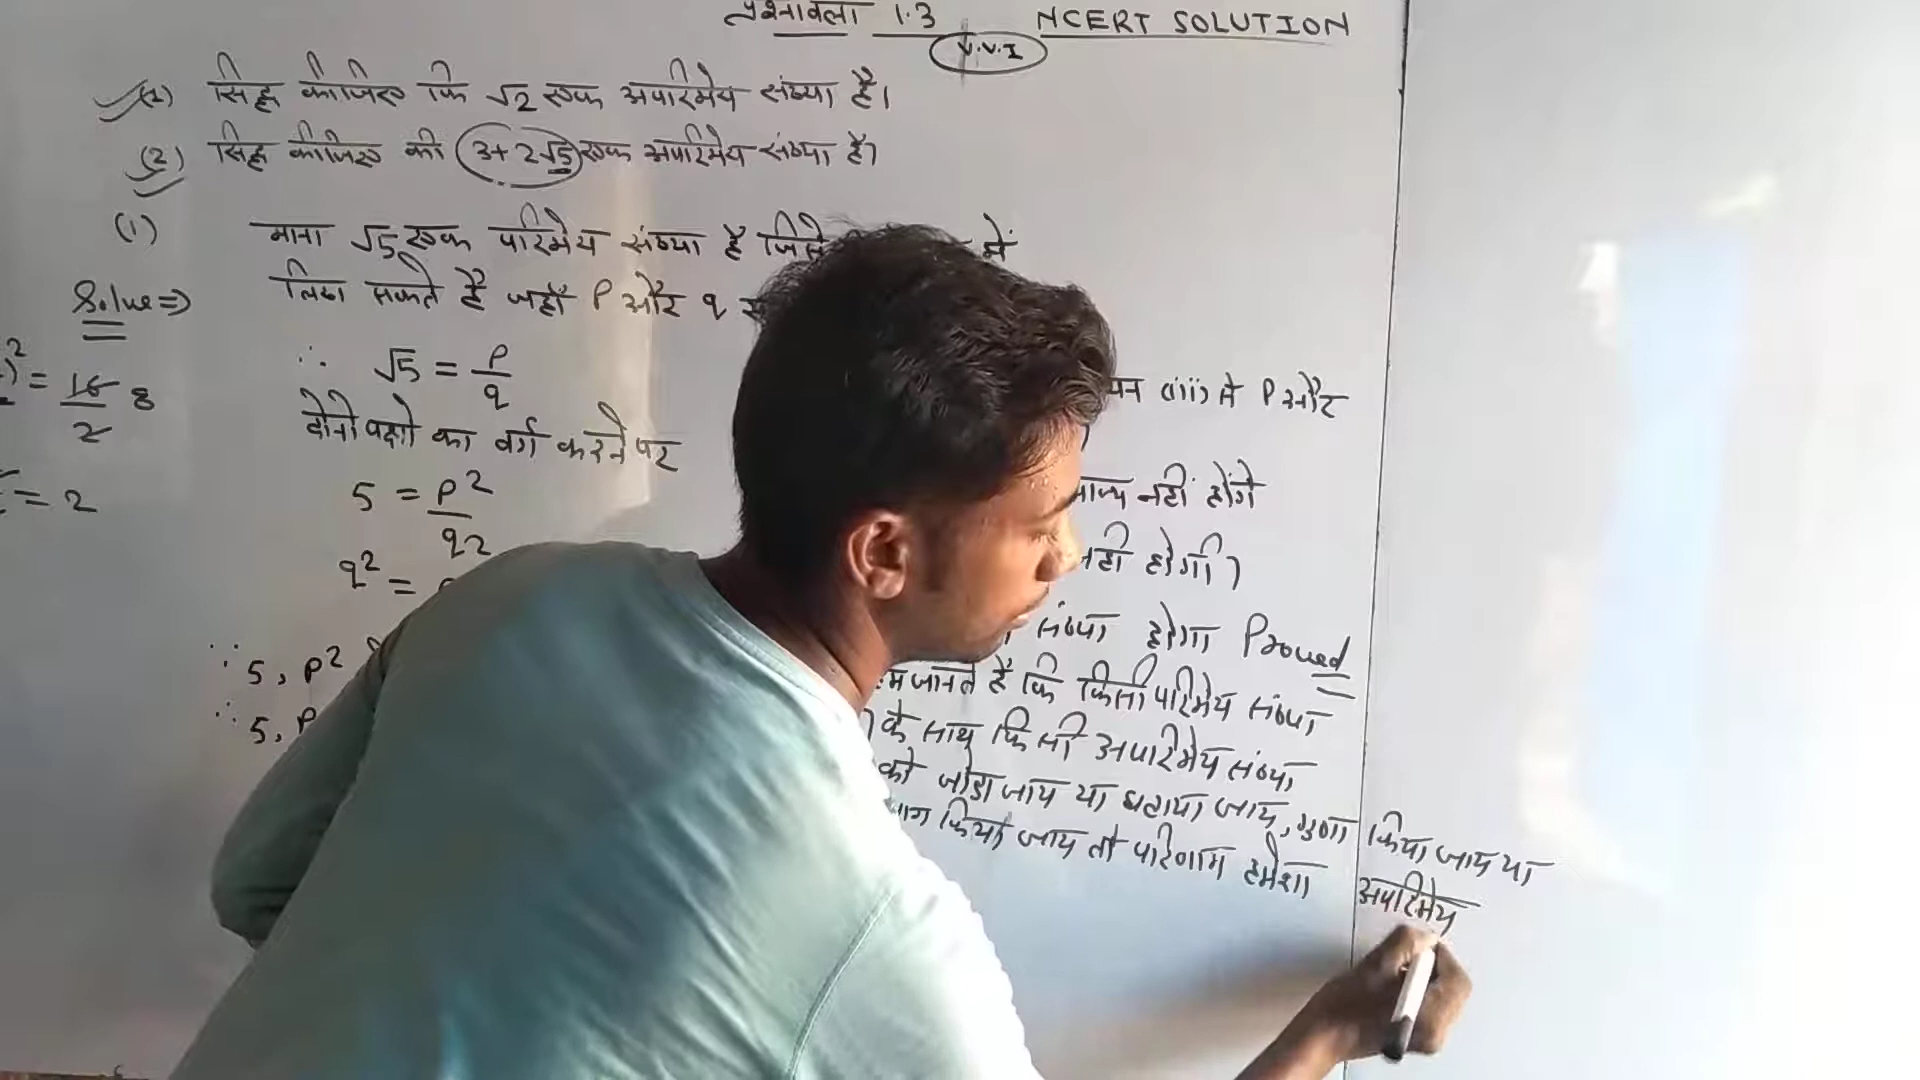 प्रश्नावली 1.3 NCERT SOLUTION
V.V.I
(1) सिद्ध कीजिए कि √2 एक अपरिमेय संख्या है।
(2) सिद्ध कीजिए की 3+2√5 एक अपरिमेय संख्या है।
(1) माना √5 एक परिमेय संख्या है जिसे में
Solve => लिख सकते हैं जहाँ P और q
∴ √5 = P/q
2 = 16/2 8
दोनों पक्षो का वर्ग करने पर
5 = P²/q2
= 2
q² =
∵ 5, P²
∴ 5, P
(iii) से P और
नहीं होंगे
नही होगी।
संख्या होगा Proved
हम जानते हैं कि किसी परिमेय संख्या
के साथ किसी अपरिमेय संख्या
को जोड़ा जाय या घटाया जाय, गुणा किया जाय या
भाग किया जाय तो परिणाम हमेशा अपरिमेय